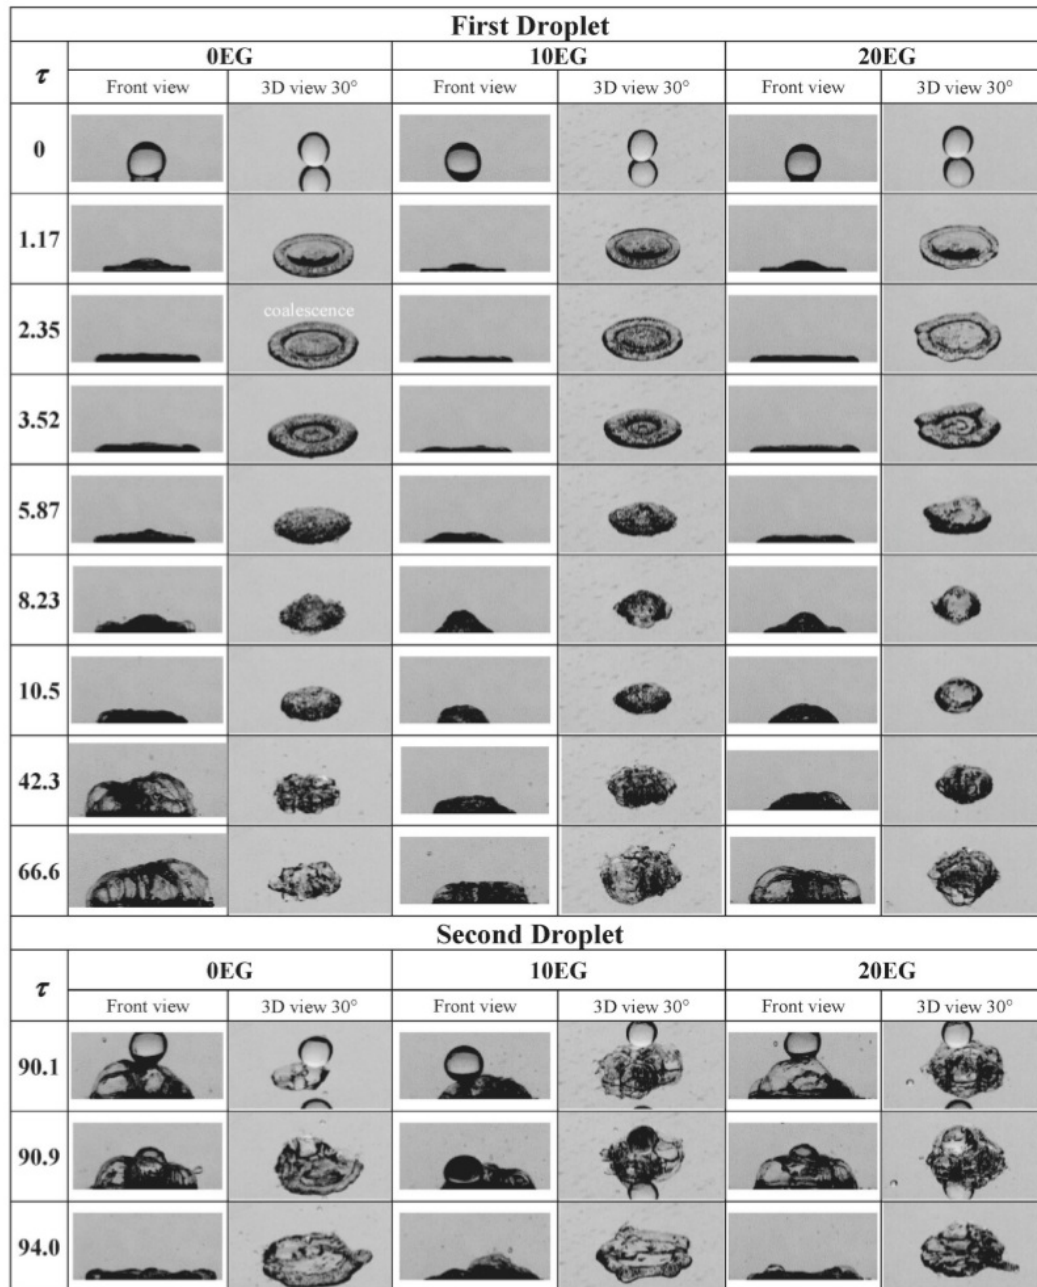 First Droplet
τ 0EG 10EG 20EG
Front view 3D view 30° Front view 3D view 30° Front view 3D view 30°
0
1.17
2.35 coalescence
3.52
5.87
8.23
10.5
42.3
66.6
Second Droplet
τ 0EG 10EG 20EG
Front view 3D view 30° Front view 3D view 30° Front view 3D view 30°
90.1
90.9
94.0